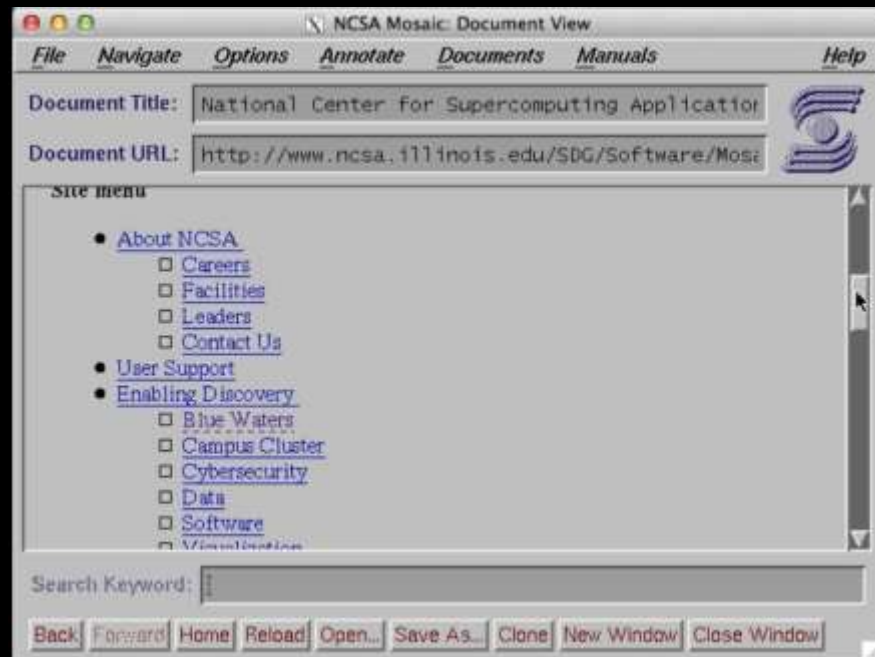 NCSA Mosaic: Document View
File Navigate Options Annotate Documents Manuals Help
Document Title: National Center for Supercomputing Application
Document URL: http://www.ncsa.illinois.edu/SDG/Software/Mosa
Site menu
About NCSA
Careers
Facilities
Leaders
Contact Us
User Support
Enabling Discovery
Blue Waters
Campus Cluster
Cybersecurity
Data
Software
Visualization
Search Keyword:
Back Forward Home Reload Open... Save As... Clone New Window Close Window